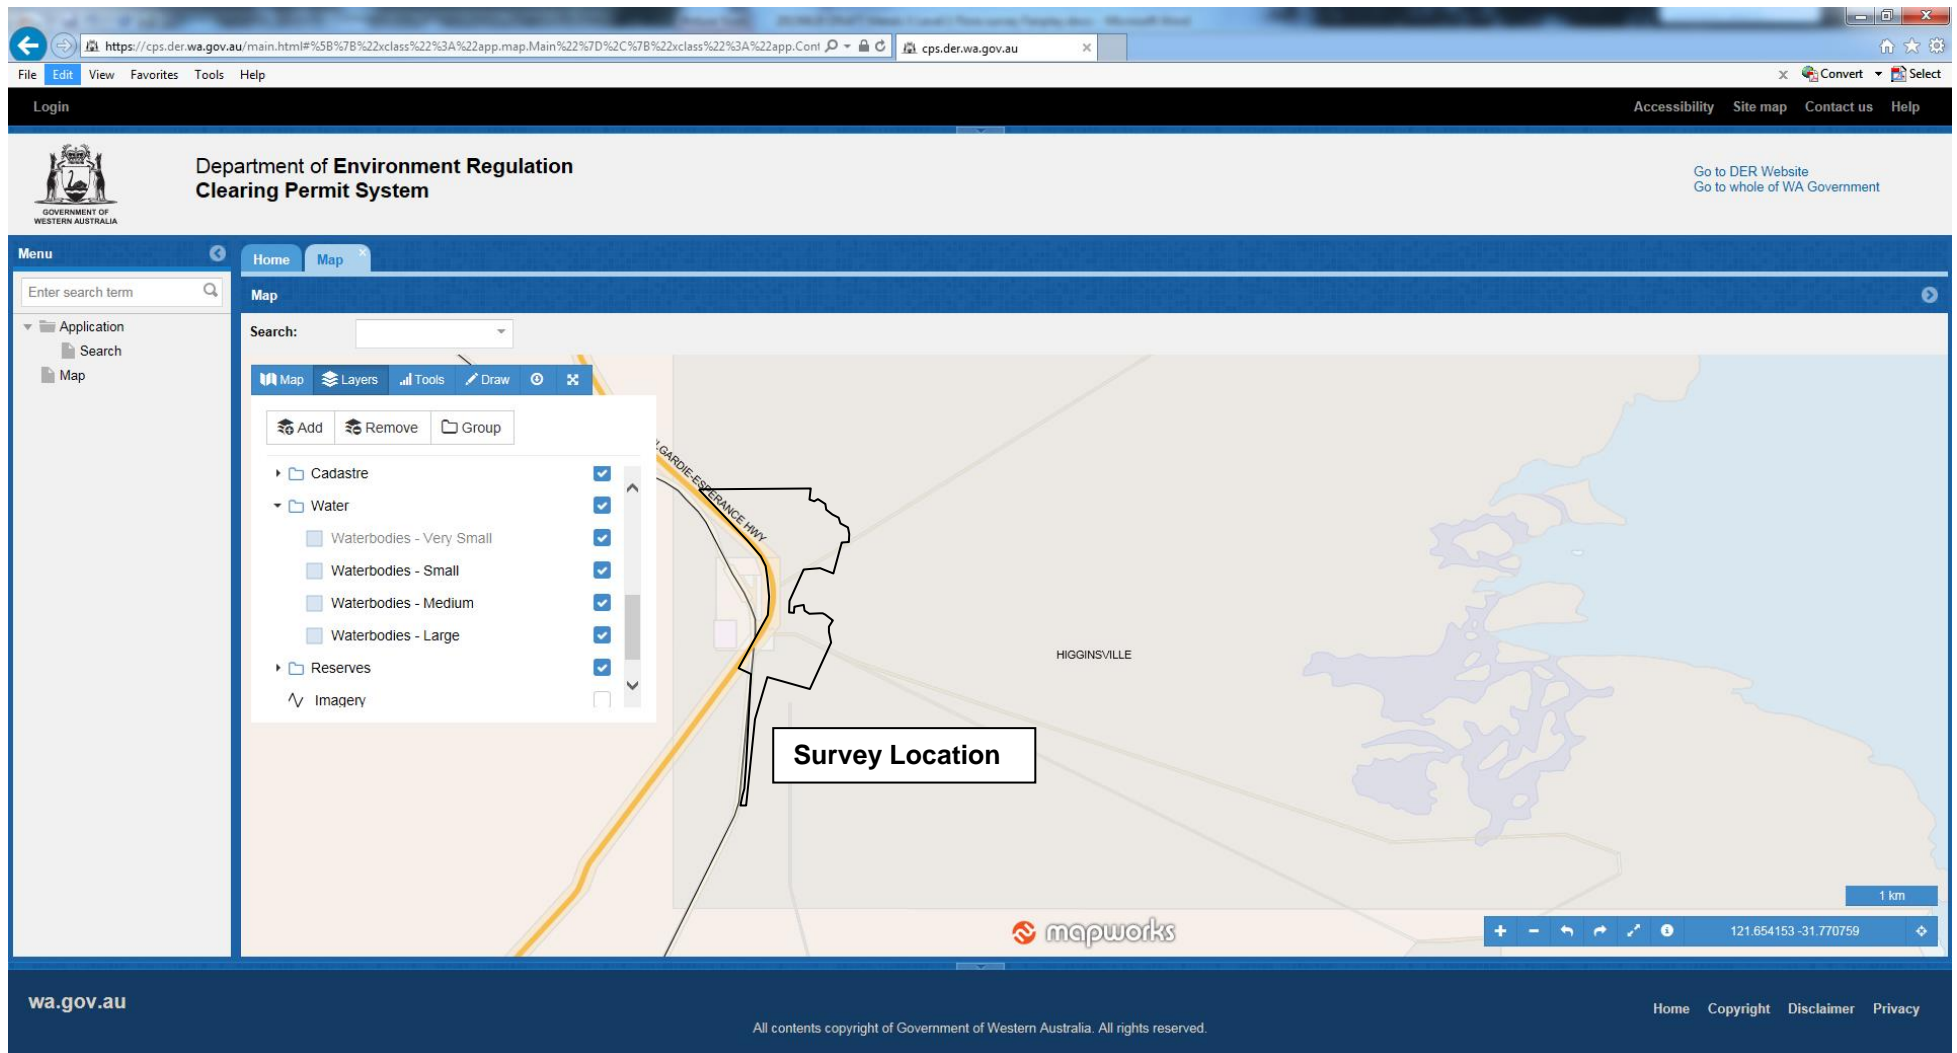 https://cps.der.wa.gov.au/main.html#%5B%7B%22xclass%22%3A%22app.map.Main%22%7D%2C%7B%22xclass%22%3A%22app.Cont
cps.der.wa.gov.au
File Edit View Favorites Tools Help
x Convert Select
Login
Accessibility Site map Contact us Help
GOVERNMENT OF
WESTERN AUSTRALIA
Department of Environment Regulation
Clearing Permit System
Go to DER Website
Go to whole of WA Government
Menu
Home Map
Enter search term
Map
Application
Search
Map
Search:
Map Layers Tools Draw
Add Remove Group
Cadastre
Water
Waterbodies - Very Small
Waterbodies - Small
Waterbodies - Medium
Waterbodies - Large
Reserves
Imagery
GARDIE-ESPERANCE HWY
HIGGINSVILLE
Survey Location
1 km
mapworks
121.654153 -31.770759
wa.gov.au
Home Copyright Disclaimer Privacy
All contents copyright of Government of Western Australia. All rights reserved.